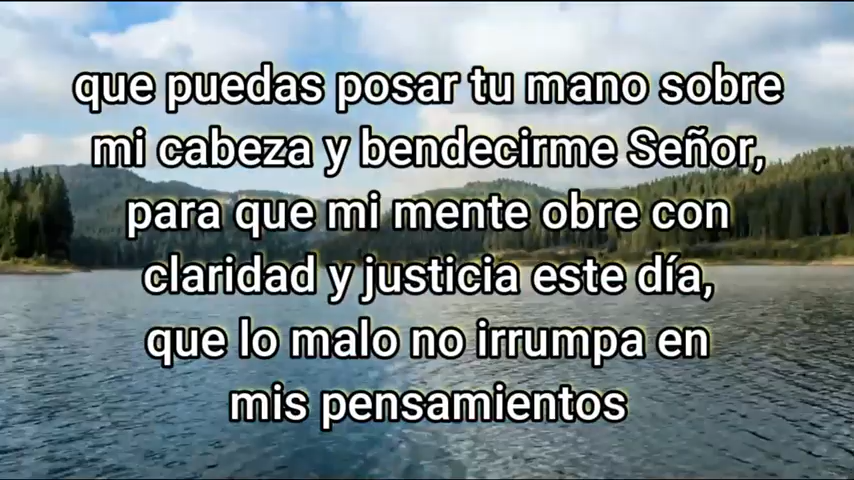 que puedas posar tu mano sobre
mi cabeza y bendecirme Señor,
para que mi mente obre con
claridad y justicia este día,
que lo malo no irrumpa en
mis pensamientos